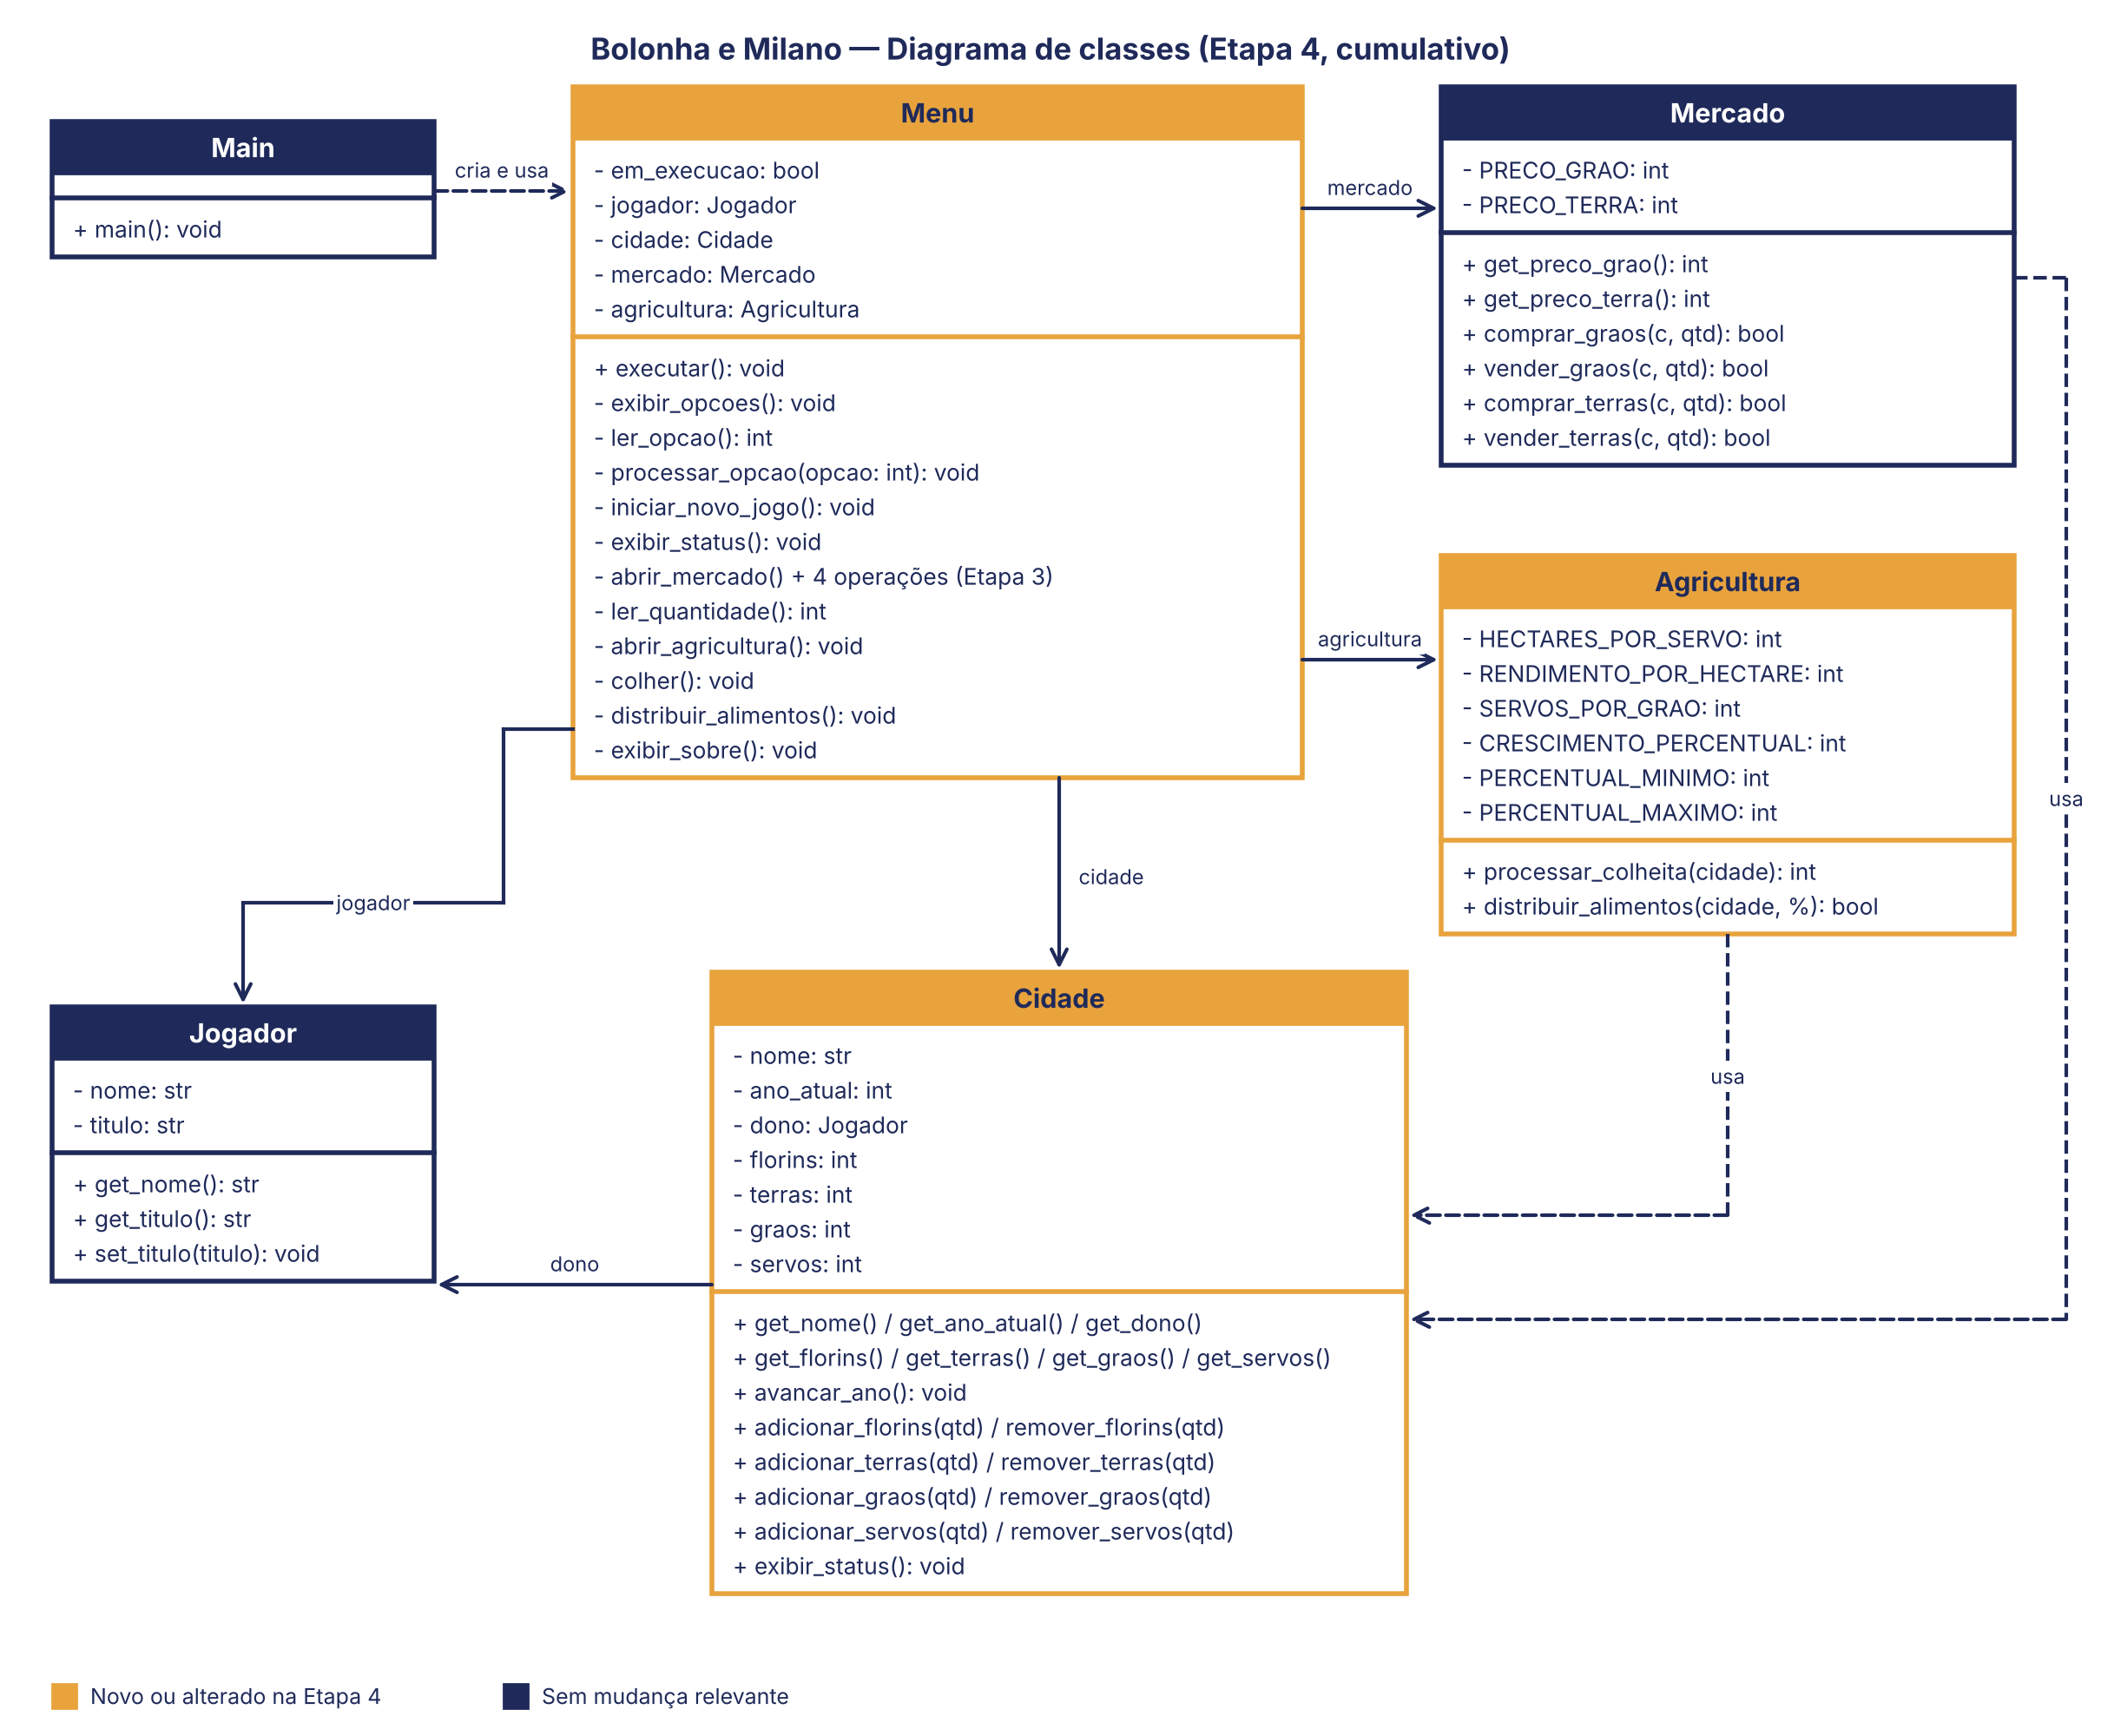 Bolonha e Milano — Diagrama de classes (Etapa 4, cumulativo)
Main
+ main(): void
cria e usa
Menu
- em_execucao: bool
- jogador: Jogador
- cidade: Cidade
- mercado: Mercado
- agricultura: Agricultura
+ executar(): void
- exibir_opcoes(): void
- ler_opcao(): int
- processar_opcao(opcao: int): void
- iniciar_novo_jogo(): void
- exibir_status(): void
- abrir_mercado() + 4 operações (Etapa 3)
- ler_quantidade(): int
- abrir_agricultura(): void
- colher(): void
- distribuir_alimentos(): void
- exibir_sobre(): void
mercado
Mercado
- PRECO_GRAO: int
- PRECO_TERRA: int
+ get_preco_grao(): int
+ get_preco_terra(): int
+ comprar_graos(c, qtd): bool
+ vender_graos(c, qtd): bool
+ comprar_terras(c, qtd): bool
+ vender_terras(c, qtd): bool
agricultura
Agricultura
- HECTARES_POR_SERVO: int
- RENDIMENTO_POR_HECTARE: int
- SERVOS_POR_GRAO: int
- CRESCIMENTO_PERCENTUAL: int
- PERCENTUAL_MINIMO: int
- PERCENTUAL_MAXIMO: int
+ processar_colheita(cidade): int
+ distribuir_alimentos(cidade, %): bool
usa
jogador
cidade
usa
Jogador
- nome: str
- titulo: str
+ get_nome(): str
+ get_titulo(): str
+ set_titulo(titulo): void
dono
Cidade
- nome: str
- ano_atual: int
- dono: Jogador
- florins: int
- terras: int
- graos: int
- servos: int
+ get_nome() / get_ano_atual() / get_dono()
+ get_florins() / get_terras() / get_graos() / get_servos()
+ avancar_ano(): void
+ adicionar_florins(qtd) / remover_florins(qtd)
+ adicionar_terras(qtd) / remover_terras(qtd)
+ adicionar_graos(qtd) / remover_graos(qtd)
+ adicionar_servos(qtd) / remover_servos(qtd)
+ exibir_status(): void
Novo ou alterado na Etapa 4
Sem mudança relevante